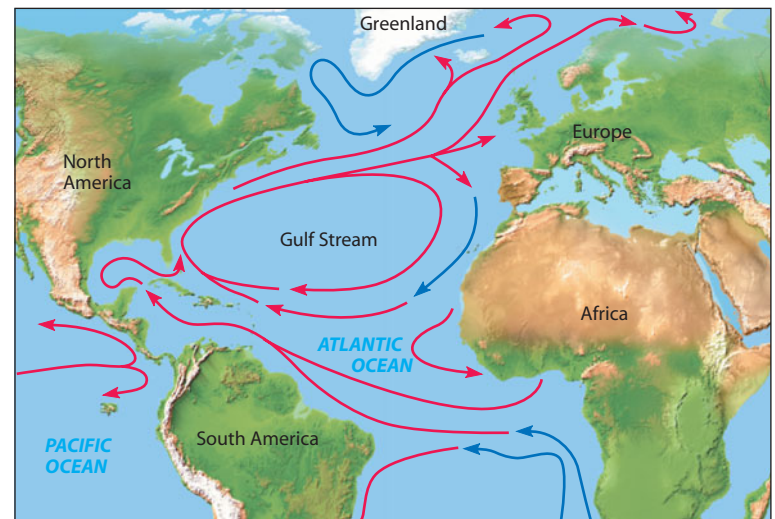 Greenland
Europe
North
America
Gulf Stream
Africa
ATLANTIC
OCEAN
South America
PACIFIC
OCEAN